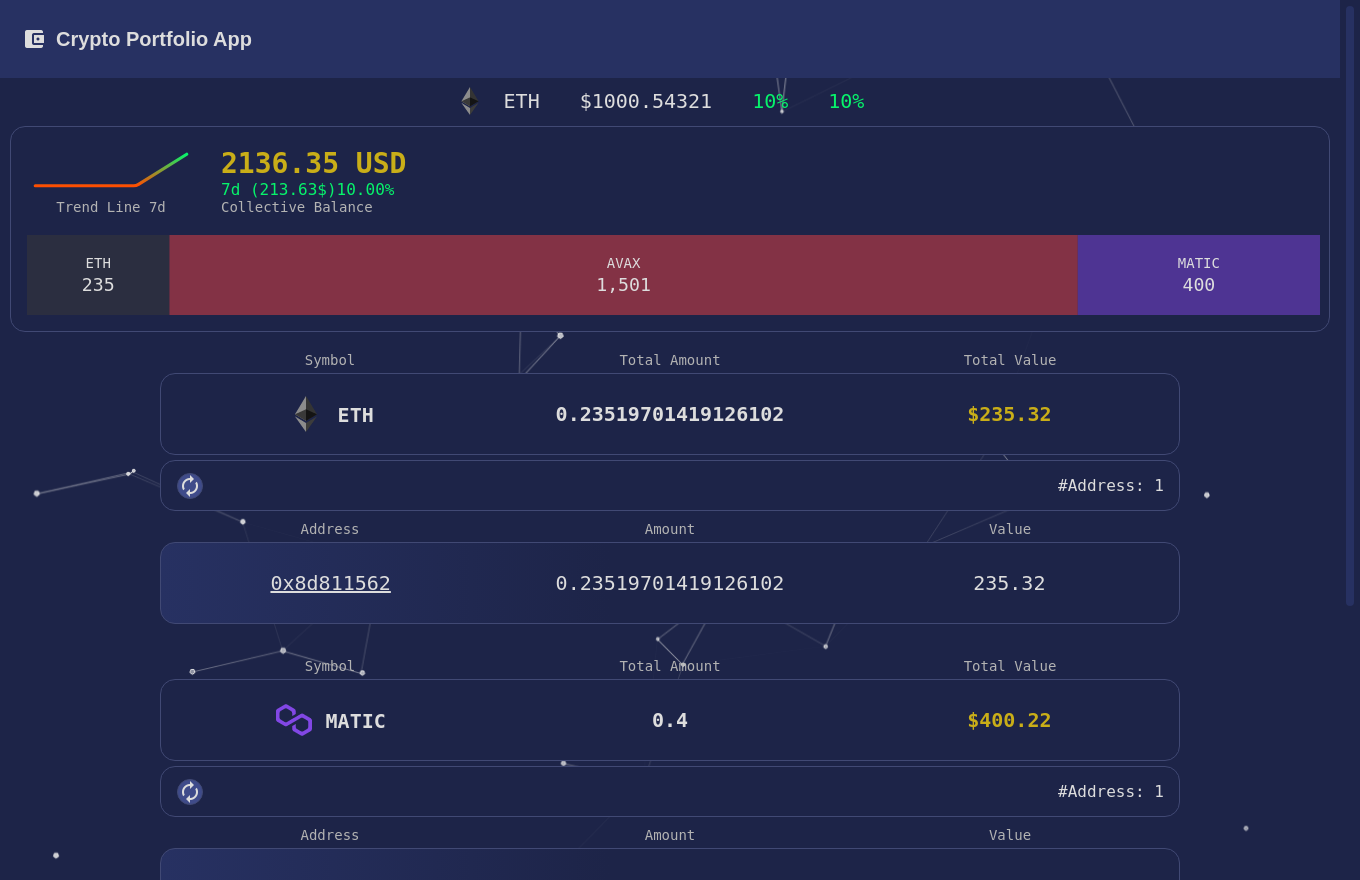 Crypto Portfolio App
ETH $1000.54321 10% 10%
2136.35 USD
7d (213.63$)10.00%
Trend Line 7d
Collective Balance
ETH
235
AVAX
1,501
MATIC
400
Symbol Total Amount Total Value
ETH 0.23519701419126102 $235.32
#Address: 1
Address Amount Value
0x8d811562 0.23519701419126102 235.32
Symbol Total Amount Total Value
MATIC 0.4 $400.22
#Address: 1
Address Amount Value